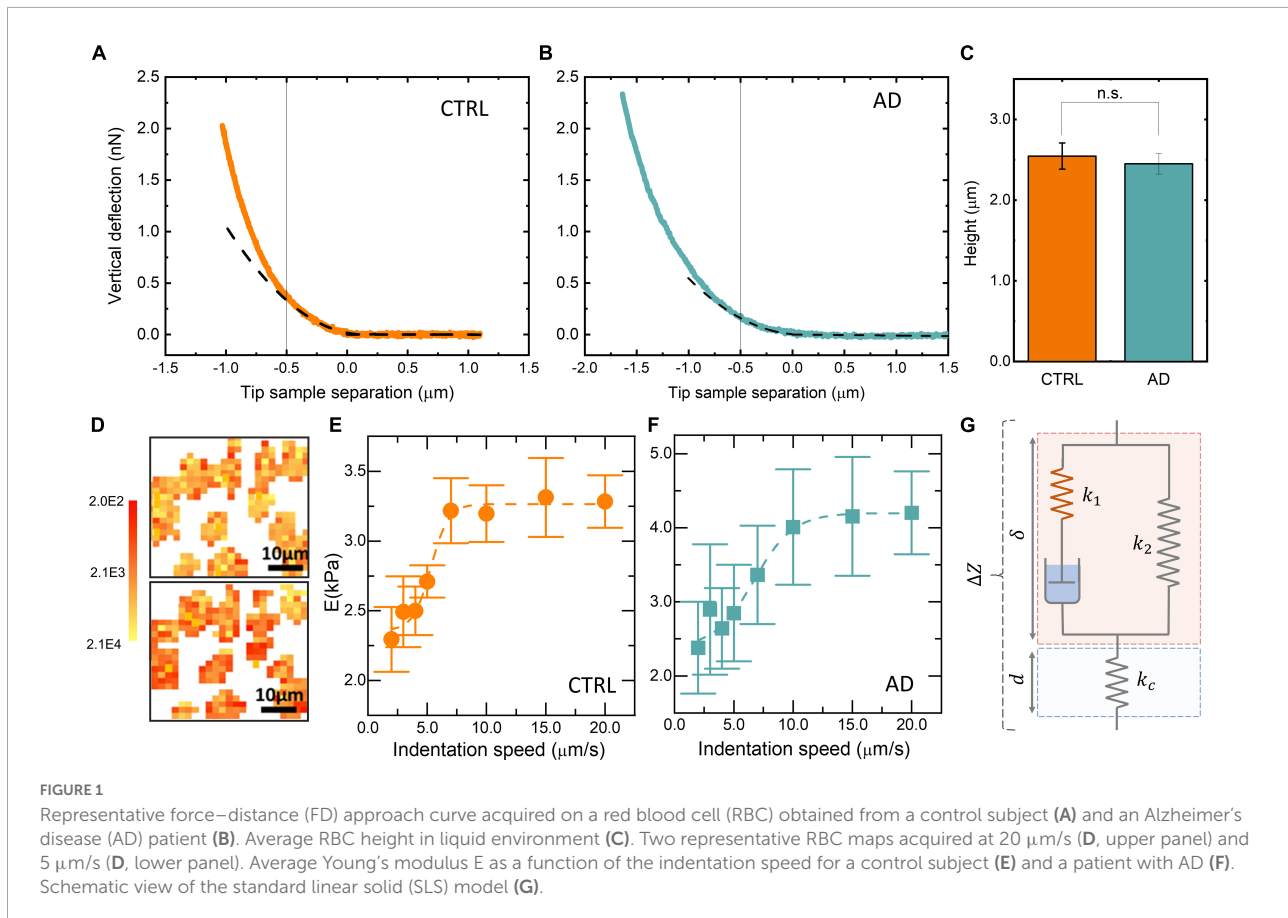 A
CTRL
Vertical deflection (nN)
2.5
2.0
1.5
1.0
0.5
0.0
-1.5 -1.0 -0.5 0.0 0.5 1.0 1.5
Tip sample separation (μm)
B
AD
2.5
2.0
1.5
1.0
0.5
0.0
-2.0 -1.5 -1.0 -0.5 0.0 0.5 1.0 1.5
Tip sample separation (μm)
C
n.s.
Height (μm)
3.0
2.0
1.0
0.0
CTRL AD
D
2.0E2
2.1E3
2.1E4
10μm
10μm
E
E(kPa)
3.5
3.0
2.5
2.0
CTRL
0.0 5.0 10.0 15.0 20.0
Indentation speed (μm/s)
F
5.0
4.0
3.0
2.0
AD
0.0 5.0 10.0 15.0 20.0
Indentation speed (μm/s)
G
ΔZ
δ
d
k1
k2
kc
FIGURE 1
Representative force–distance (FD) approach curve acquired on a red blood cell (RBC) obtained from a control subject (A) and an Alzheimer's
disease (AD) patient (B). Average RBC height in liquid environment (C). Two representative RBC maps acquired at 20 μm/s (D, upper panel) and
5 μm/s (D, lower panel). Average Young's modulus E as a function of the indentation speed for a control subject (E) and a patient with AD (F).
Schematic view of the standard linear solid (SLS) model (G).